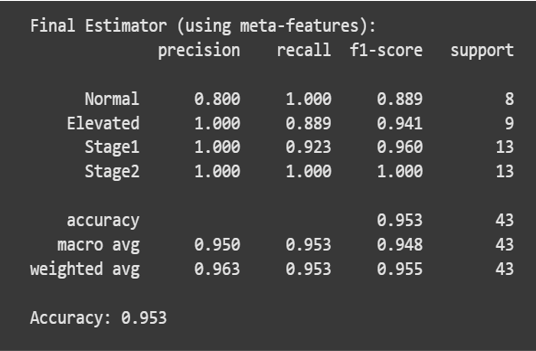 Final Estimator (using meta-features):
precision recall f1-score support
Normal 0.800 1.000 0.889 8
Elevated 1.000 0.889 0.941 9
Stage1 1.000 0.923 0.960 13
Stage2 1.000 1.000 1.000 13
accuracy 0.953 43
macro avg 0.950 0.953 0.948 43
weighted avg 0.963 0.953 0.955 43
Accuracy: 0.953